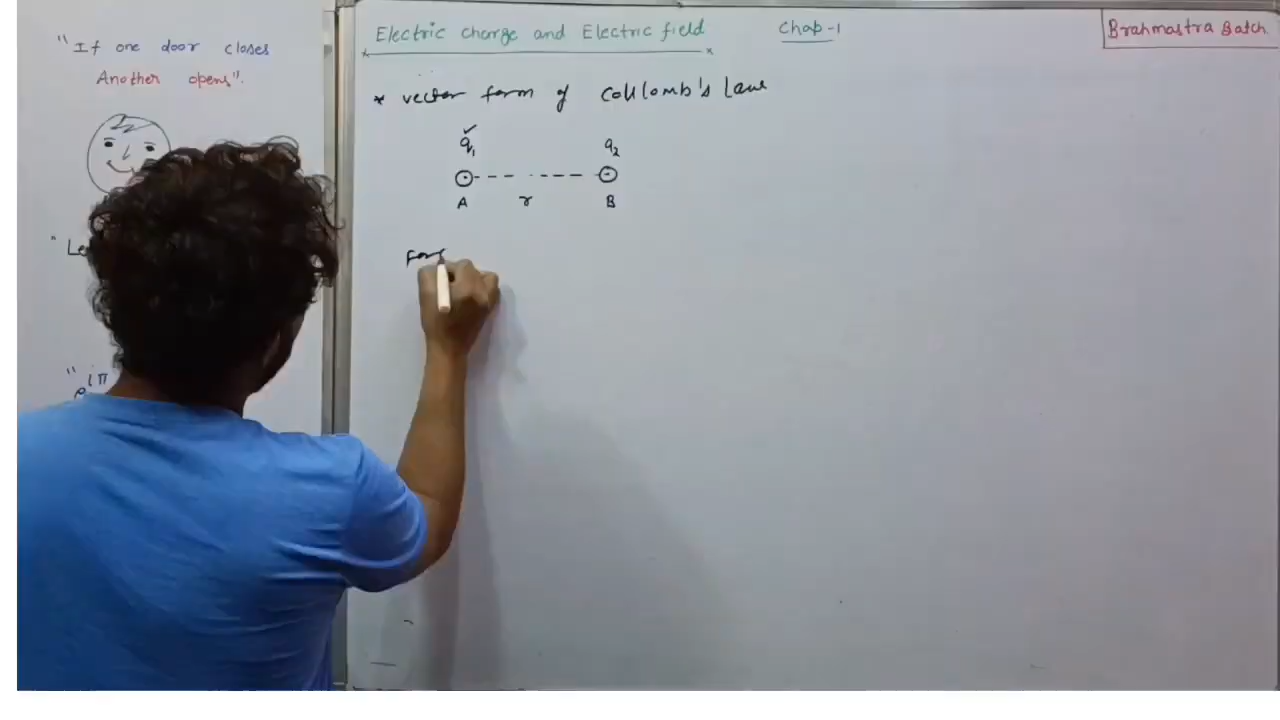 "If one door closes
Another opens".
Electric charge and Electric field
Chap-1
Brahmastra Batch
* vector form of Coulomb's Law
q₁ q₂
A r B